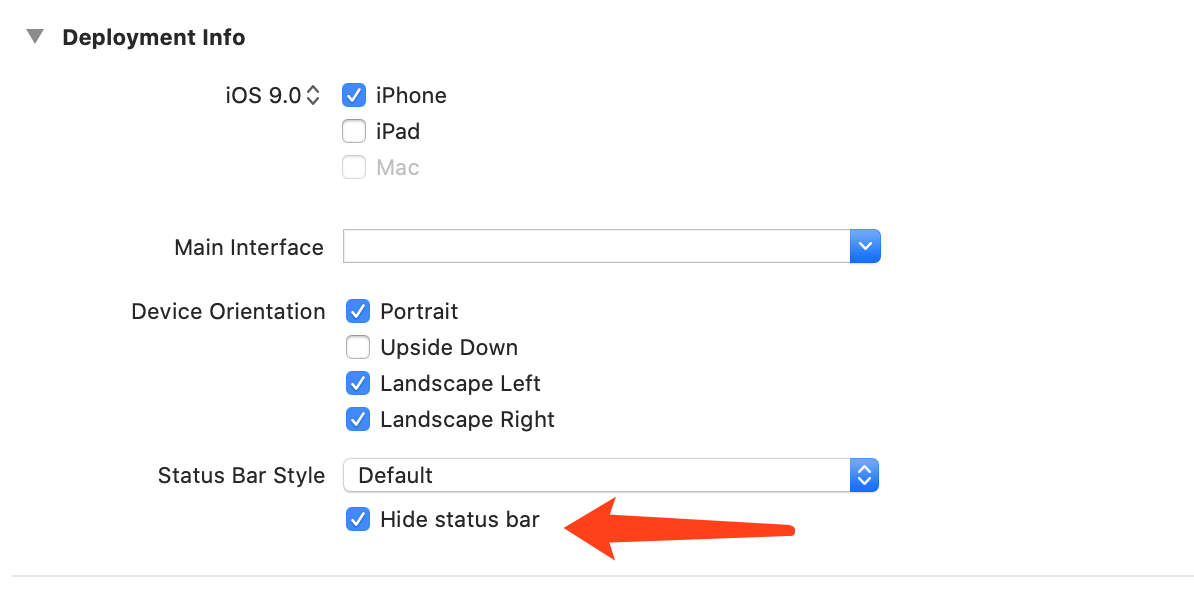 Deployment Info
iOS 9.0 iPhone
iPad
Mac
Main Interface
Device Orientation Portrait
Upside Down
Landscape Left
Landscape Right
Status Bar Style Default
Hide status bar